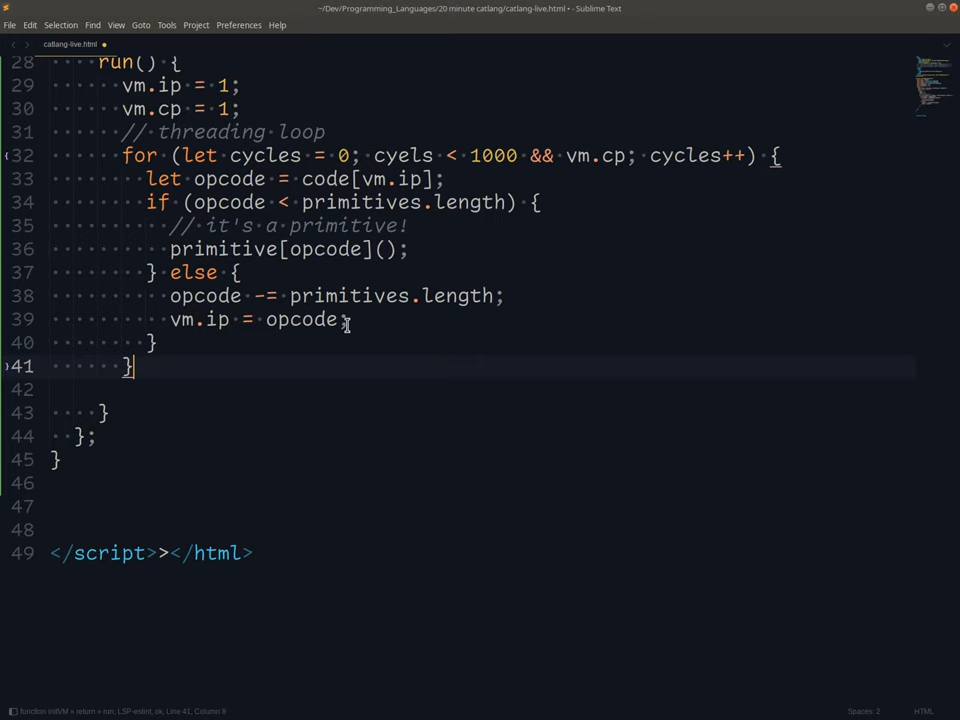 ~/Dev/Programming_Languages/20 minute catlang/catlang-live.html • - Sublime Text
File Edit Selection Find View Goto Tools Project Preferences Help
catlang-live.html
28 run() {
29 vm.ip = 1;
30 vm.cp = 1;
31 // threading loop
32 for (let cycles = 0; cyels < 1000 && vm.cp; cycles++) {
33 let opcode = code[vm.ip];
34 if (opcode < primitives.length) {
35 // it's a primitive!
36 primitive[opcode]();
37 } else {
38 opcode -= primitives.length;
39 vm.ip = opcode;
40 }
41 }
42
43 }
44 };
45 }
46
47
48
49 </script>></html>
function initVM » return » run; LSP-eslint, ok, Line 41, Column 8
Spaces: 2
HTML